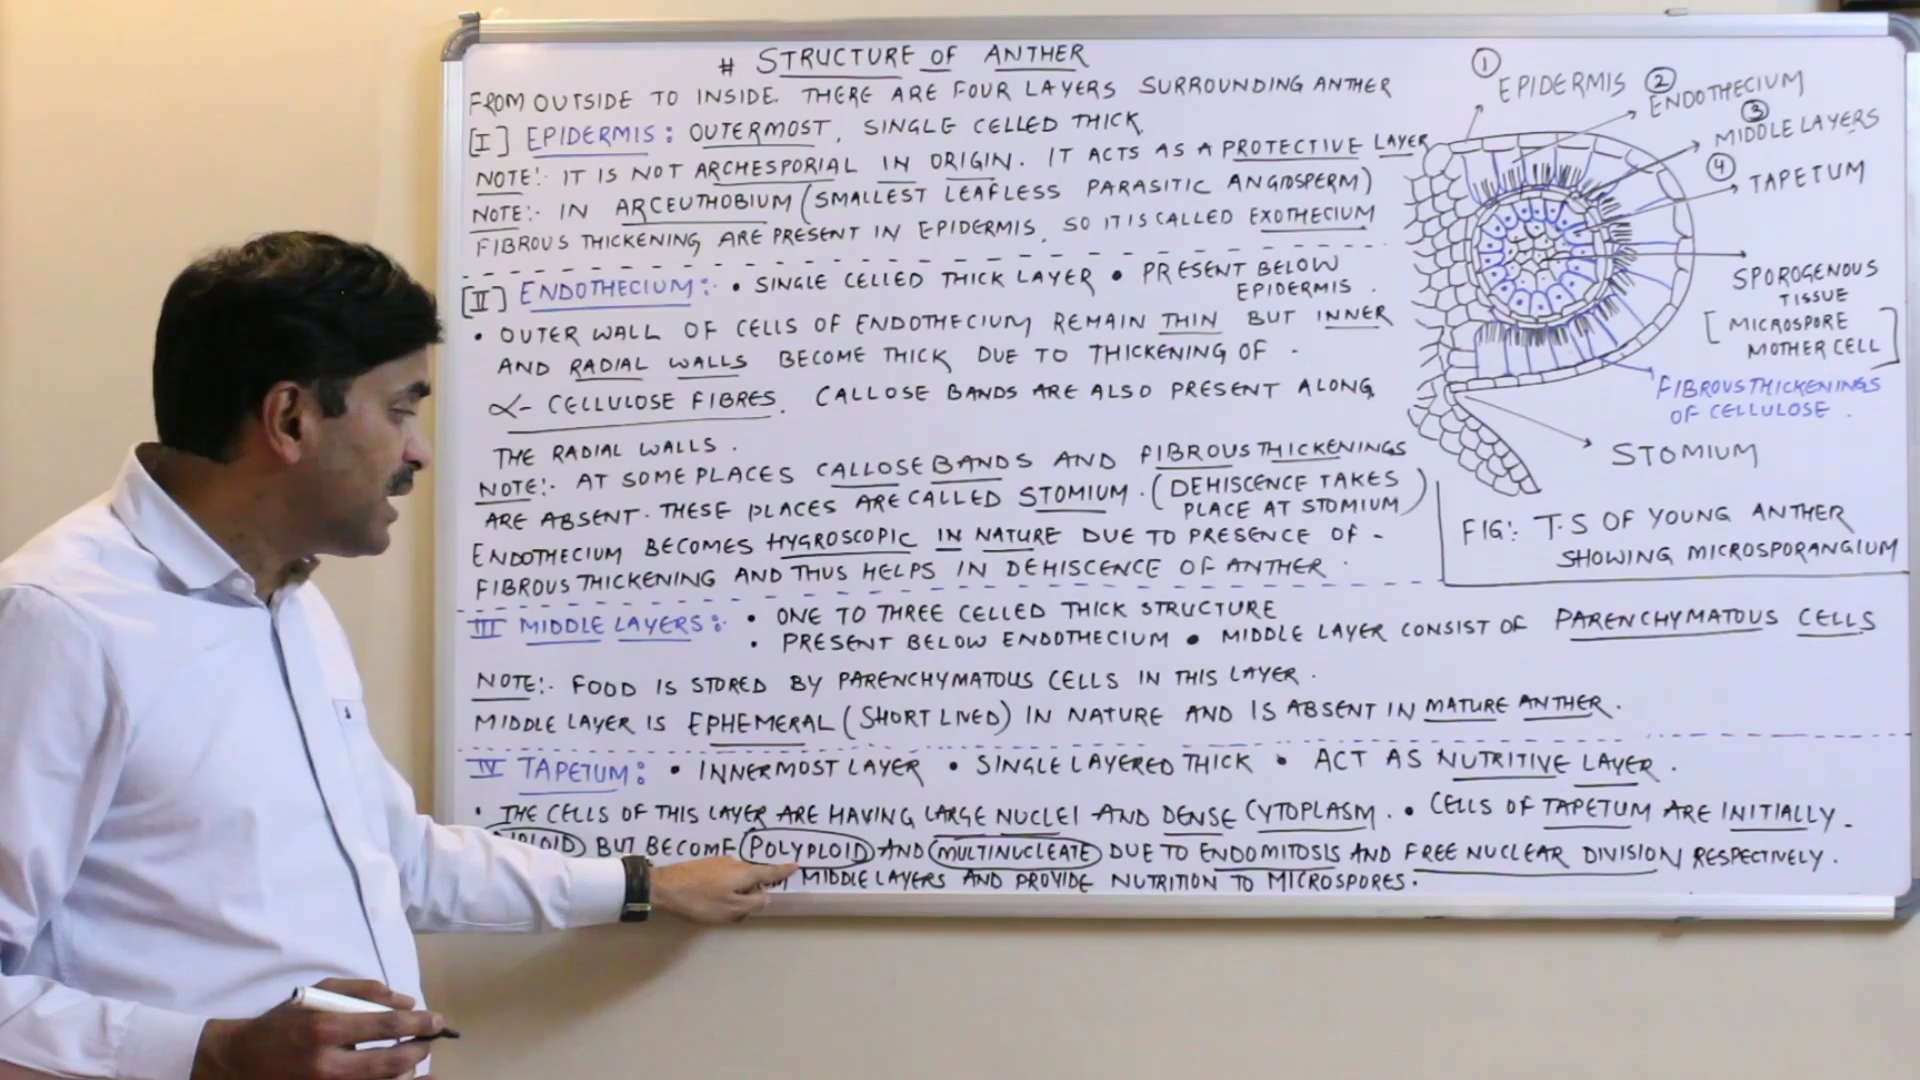 # STRUCTURE OF ANTHER
FROM OUTSIDE TO INSIDE THERE ARE FOUR LAYERS SURROUNDING ANTHER
[I] EPIDERMIS: OUTERMOST, SINGLE CELLED THICK.
NOTE:- IT IS NOT ARCHESPORIAL IN ORIGIN. IT ACTS AS A PROTECTIVE LAYER
NOTE:- IN ARCEUTHOBIUM (SMALLEST LEAFLESS PARASITIC ANGIOSPERM)
FIBROUS THICKENING ARE PRESENT IN EPIDERMIS, SO IT IS CALLED EXOTHECIUM
[II] ENDOTHECIUM:- • SINGLE CELLED THICK LAYER • PRESENT BELOW
EPIDERMIS.
• OUTER WALL OF CELLS OF ENDOTHECIUM REMAIN THIN BUT INNER
AND RADIAL WALLS BECOME THICK DUE TO THICKENING OF -
α- CELLULOSE FIBRES. CALLOSE BANDS ARE ALSO PRESENT ALONG
THE RADIAL WALLS.
NOTE:- AT SOME PLACES CALLOSE BANDS AND FIBROUS THICKENINGS
ARE ABSENT. THESE PLACES ARE CALLED STOMIUM. (DEHISCENCE TAKES
PLACE AT STOMIUM)
ENDOTHECIUM BECOMES HYGROSCOPIC IN NATURE DUE TO PRESENCE OF -
FIBROUS THICKENING AND THUS HELPS IN DEHISCENCE OF ANTHER.
III MIDDLE LAYERS:- • ONE TO THREE CELLED THICK STRUCTURE
• PRESENT BELOW ENDOTHECIUM • MIDDLE LAYER CONSIST OF PARENCHYMATOUS CELLS
NOTE:- FOOD IS STORED BY PARENCHYMATOUS CELLS IN THIS LAYER.
MIDDLE LAYER IS EPHEMERAL (SHORT LIVED) IN NATURE AND IS ABSENT IN MATURE ANTHER.
IV TAPETUM: • INNERMOST LAYER • SINGLE LAYERED THICK • ACT AS NUTRITIVE LAYER.
• THE CELLS OF THIS LAYER ARE HAVING LARGE NUCLEI AND DENSE CYTOPLASM. • CELLS OF TAPETUM ARE INITIALLY -
BUT BECOME POLYPLOID AND MULTINUCLEATE DUE TO ENDOMITOSIS AND FREE NUCLEAR DIVISION RESPECTIVELY.
MIDDLE LAYERS AND PROVIDE NUTRITION TO MICROSPORES.
① EPIDERMIS
② ENDOTHECIUM
③ MIDDLE LAYERS
④ TAPETUM
SPOROGENOUS
TISSUE
[MICROSPORE
MOTHER CELL]
FIBROUS THICKENINGS
OF CELLULOSE.
STOMIUM
FIG:- T.S OF YOUNG ANTHER
SHOWING MICROSPORANGIUM